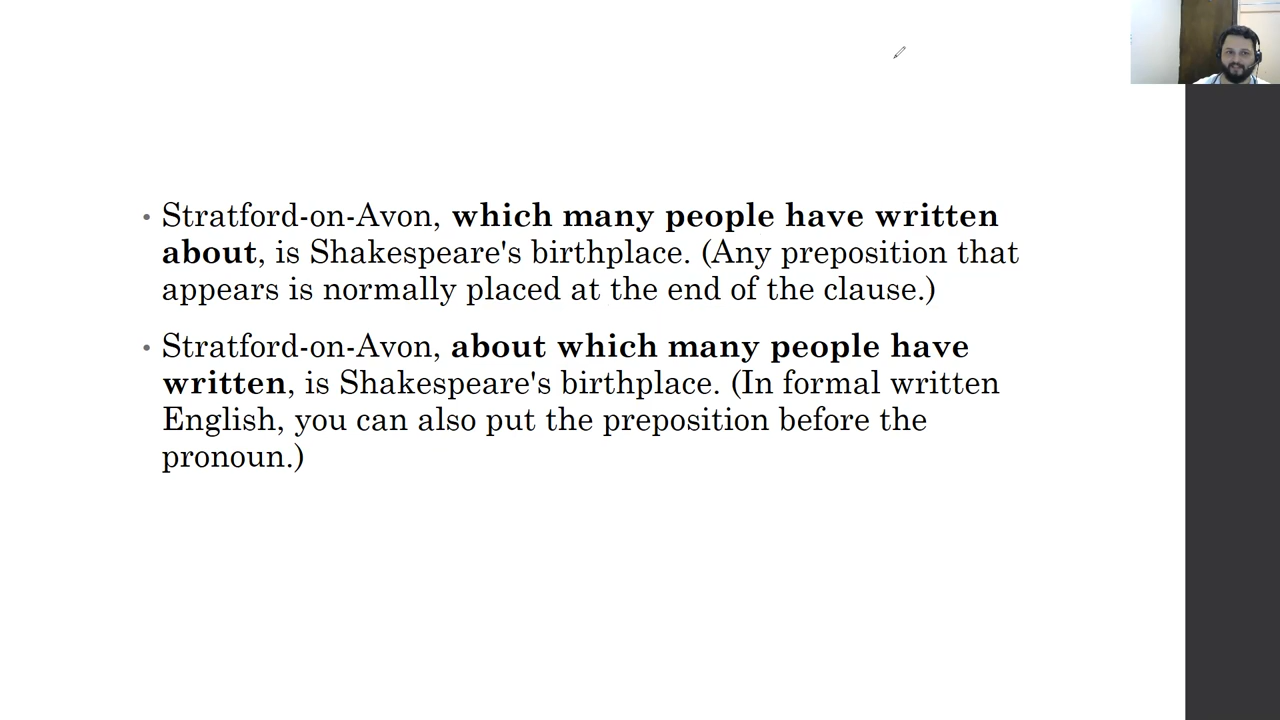 • Stratford-on-Avon, which many people have written
about, is Shakespeare's birthplace. (Any preposition that
appears is normally placed at the end of the clause.)
• Stratford-on-Avon, about which many people have
written, is Shakespeare's birthplace. (In formal written
English, you can also put the preposition before the
pronoun.)